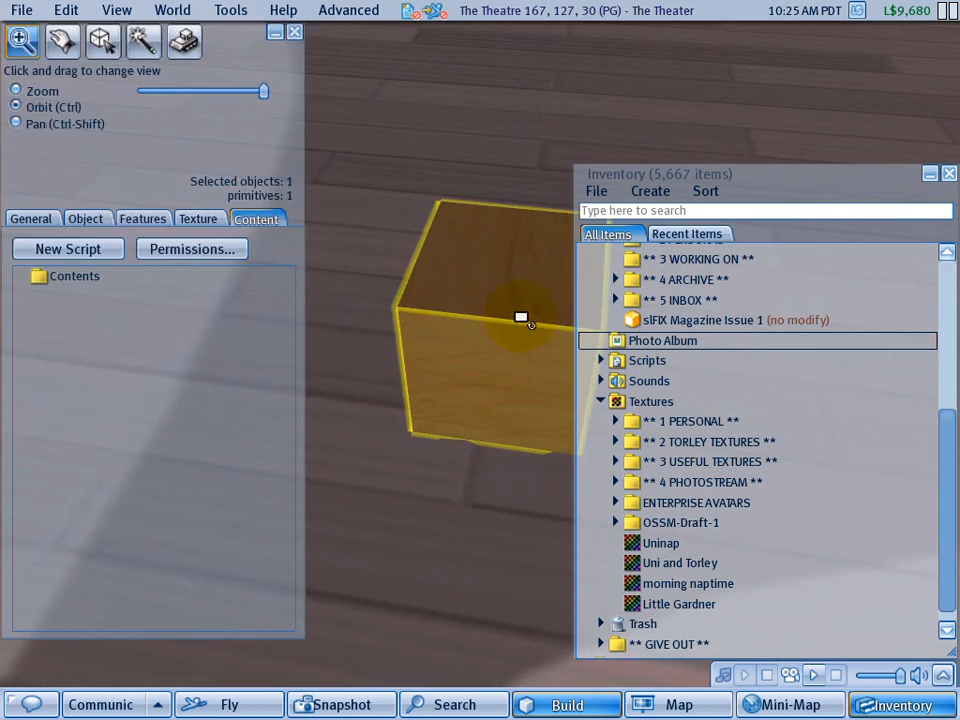 File Edit View World Tools Help Advanced The Theatre 167, 127, 30 (PG) - The Theater 10:25 AM PDT L$9,680
Click and drag to change view
Zoom
Orbit (Ctrl)
Pan (Ctrl-Shift)
Selected objects: 1
primitives: 1
General Object Features Texture Content
New Script Permissions...
Contents
Inventory (5,667 items)
File Create Sort
Type here to search
All Items Recent Items
** 3 WORKING ON **
** 4 ARCHIVE **
** 5 INBOX **
slFIX Magazine Issue 1 (no modify)
Photo Album
Scripts
Sounds
Textures
** 1 PERSONAL **
** 2 TORLEY TEXTURES **
** 3 USEFUL TEXTURES **
** 4 PHOTOSTREAM **
ENTERPRISE AVATARS
OSSM-Draft-1
Uninap
Uni and Torley
morning naptime
Little Gardner
Trash
** GIVE OUT **
Communic Fly Snapshot Search Build Map Mini-Map Inventory